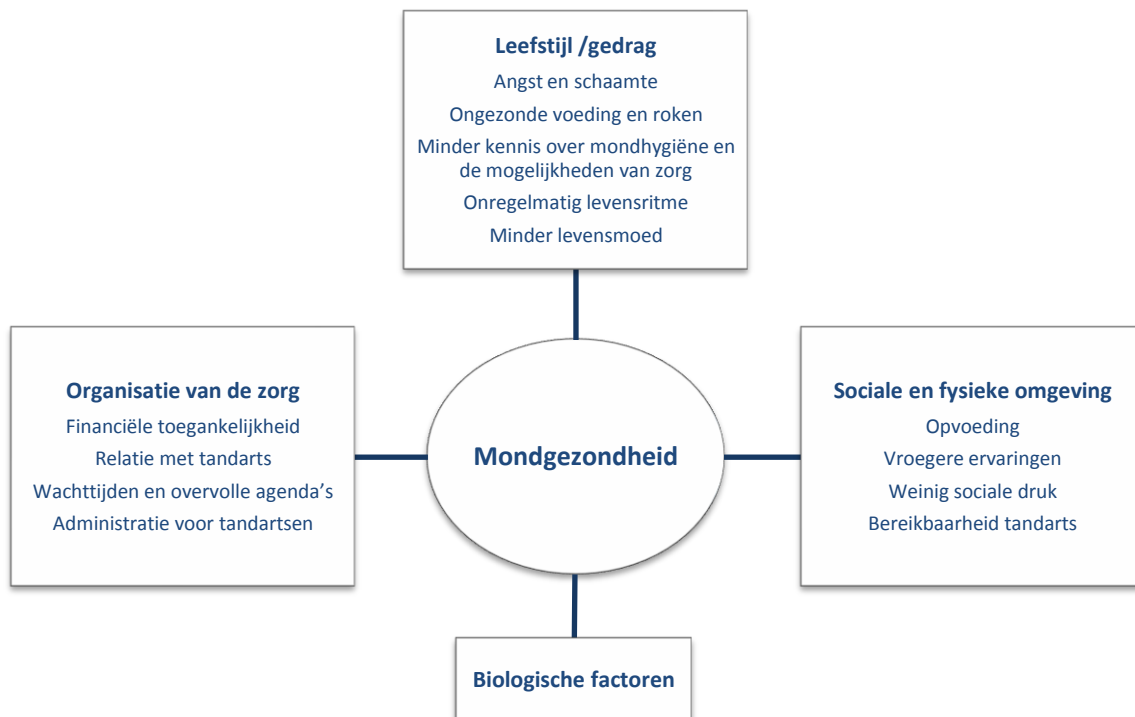 Leefstijl /gedrag
Angst en schaamte
Ongezonde voeding en roken
Minder kennis over mondhygiëne en
de mogelijkheden van zorg
Onregelmatig levensritme
Minder levensmoed
Organisatie van de zorg
Financiële toegankelijkheid
Relatie met tandarts
Wachttijden en overvolle agenda's
Administratie voor tandartsen
Mondgezondheid
Sociale en fysieke omgeving
Opvoeding
Vroegere ervaringen
Weinig sociale druk
Bereikbaarheid tandarts
Biologische factoren